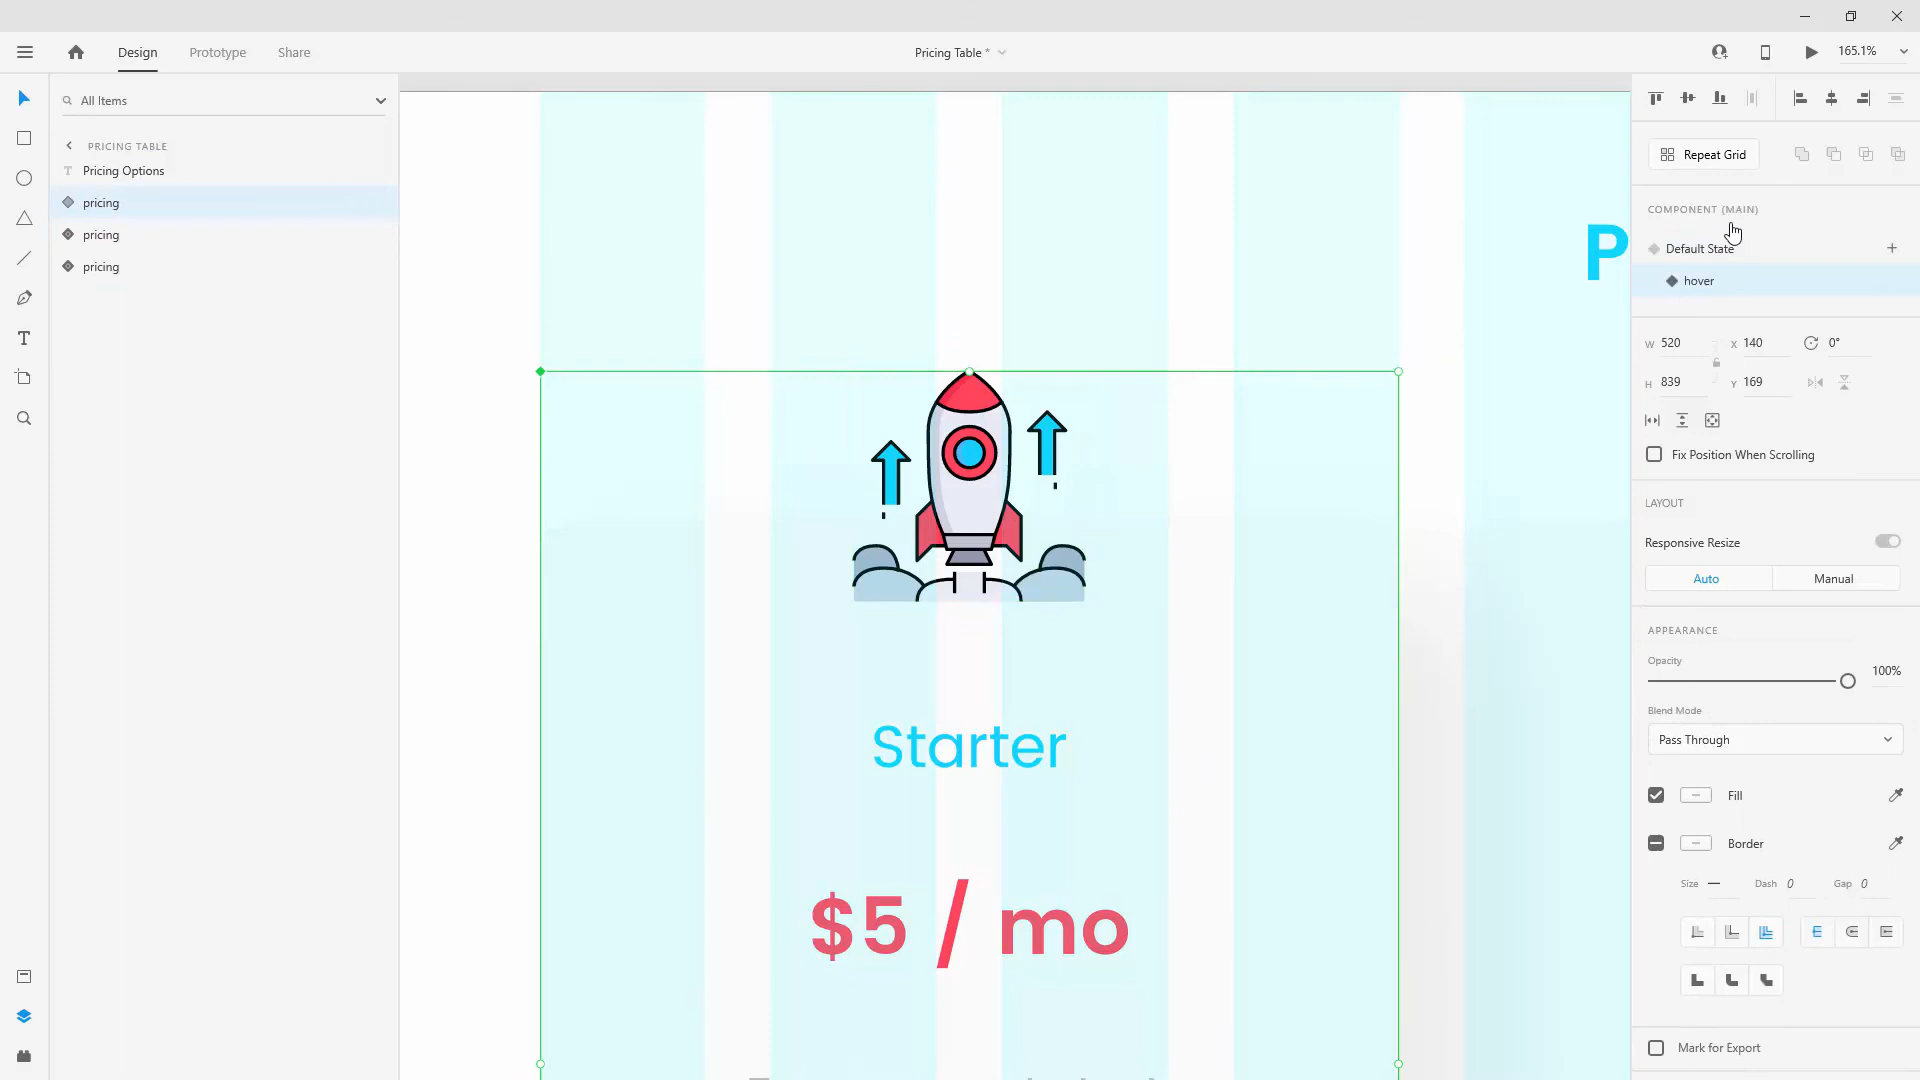 Design Prototype Share
Pricing Table *
165.1%
All Items
PRICING TABLE
Pricing Options
pricing
pricing
pricing
P
Starter
$5 / mo
Repeat Grid
COMPONENT (MAIN)
Default State
hover
W 520 X 140 0°
H 839 Y 169
Fix Position When Scrolling
LAYOUT
Responsive Resize
Auto Manual
APPEARANCE
Opacity
100%
Blend Mode
Pass Through
Fill
Border
Size Dash 0 Gap 0
Mark for Export